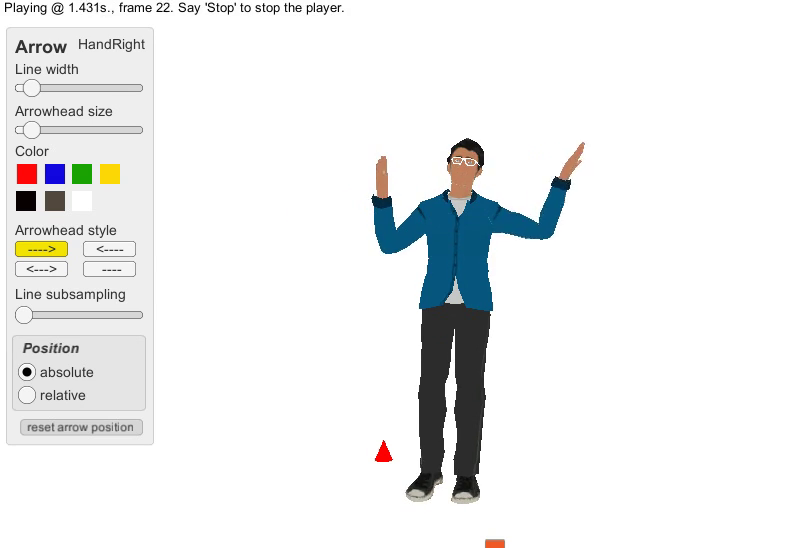 Playing @ 1.431s., frame 22. Say 'Stop' to stop the player.
Arrow HandRight
Line width
Arrowhead size
Color
Arrowhead style
----> <----
<---> ----
Line subsampling
Position
absolute
relative
reset arrow position